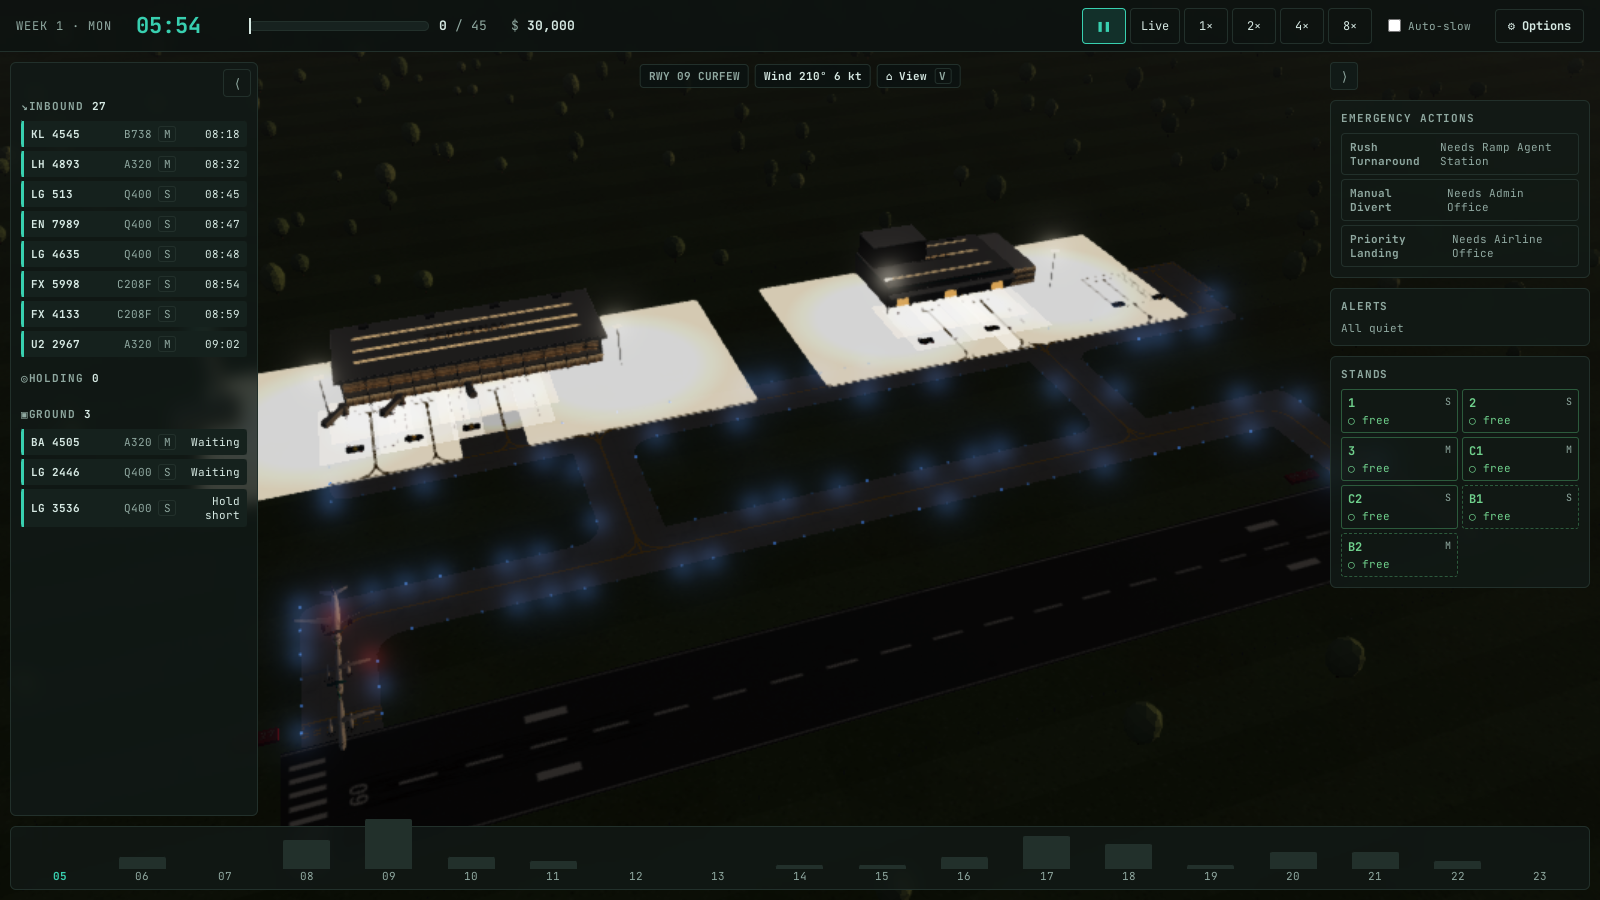 WEEK 1 · MON 05:54 0 / 45 $ 30,000 Live 1× 2× 4× 8× Auto-slow ⚙ Options
RWY 09 CURFEW Wind 210° 6 kt ⌂ View V
↘INBOUND 27
KL 4545 B738 M 08:18
LH 4893 A320 M 08:32
LG 513 Q400 S 08:45
EN 7989 Q400 S 08:47
LG 4635 Q400 S 08:48
FX 5998 C208F S 08:54
FX 4133 C208F S 08:59
U2 2967 A320 M 09:02
◎HOLDING 0
▣GROUND 3
BA 4505 A320 M Waiting
LG 2446 Q400 S Waiting
LG 3536 Q400 S Hold
short
EMERGENCY ACTIONS
Rush Needs Ramp Agent
Turnaround Station
Manual Needs Admin
Divert Office
Priority Needs Airline
Landing Office
ALERTS
All quiet
STANDS
1 S 2 S
○ free ○ free
3 M C1 M
○ free ○ free
C2 S B1 S
○ free ○ free
B2 M
○ free
09
05 06 07 08 09 10 11 12 13 14 15 16 17 18 19 20 21 22 23